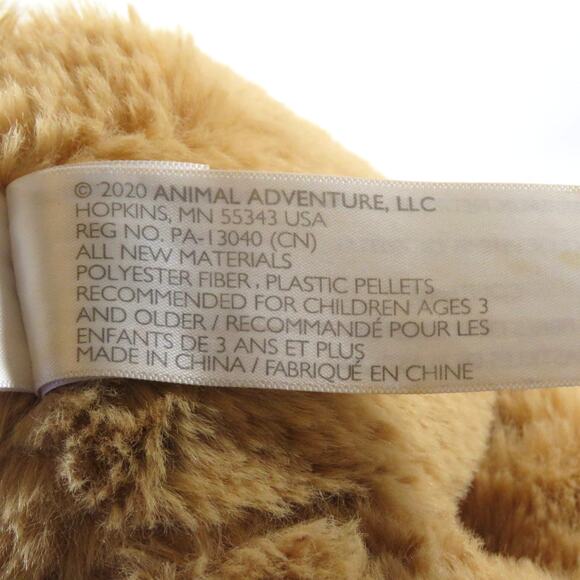 © 2020 ANIMAL ADVENTURE, LLC
HOPKINS, MN 55343 USA
REG NO. PA-13040 (CN)
ALL NEW MATERIALS
POLYESTER FIBER , PLASTIC PELLETS
RECOMMENDED FOR CHILDREN AGES 3
AND OLDER / RECOMMANDÉ POUR LES
ENFANTS DE 3 ANS ET PLUS
MADE IN CHINA / FABRIQUÉ EN CHINE